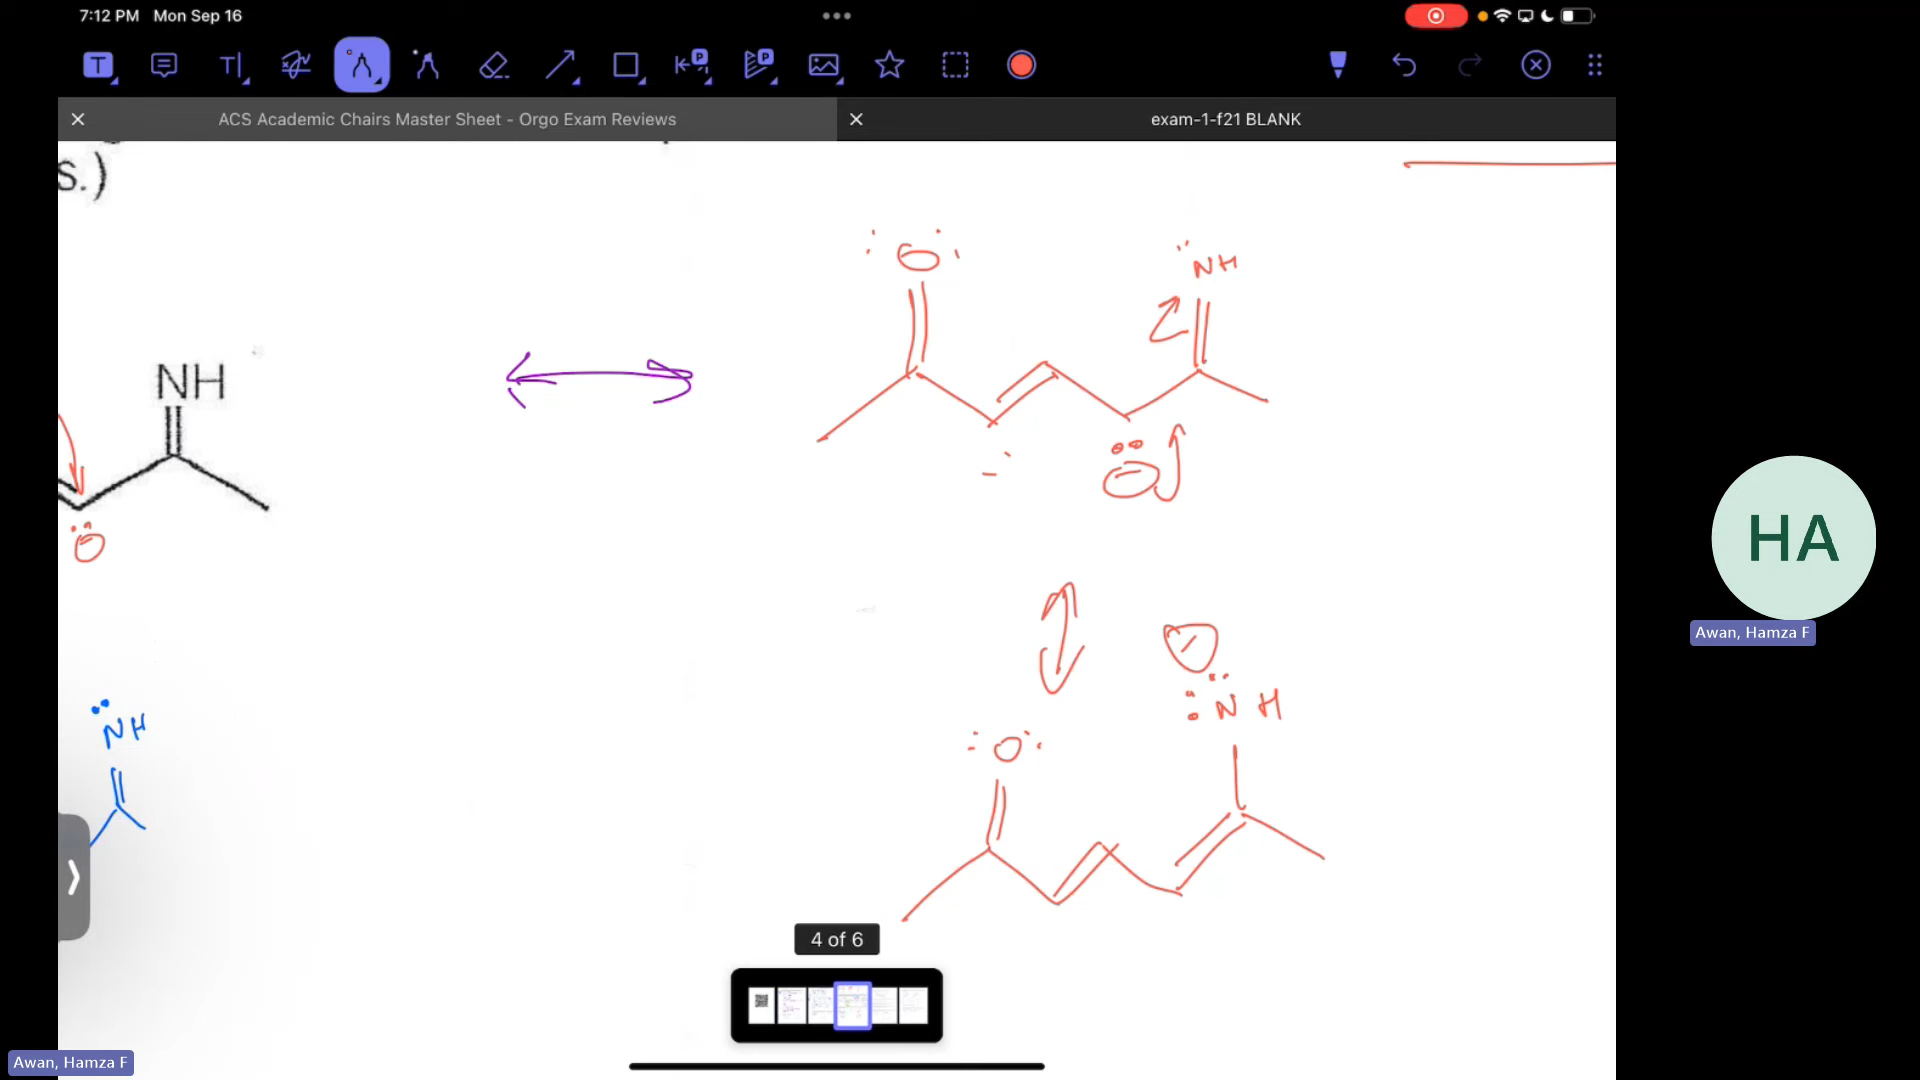 7:12 PM Mon Sep 16
ACS Academic Chairs Master Sheet - Orgo Exam Reviews
exam-1-f21 BLANK
s.)
O
NH
NH
HA
Awan, Hamza F
NH
O
NH
4 of 6
Awan, Hamza F